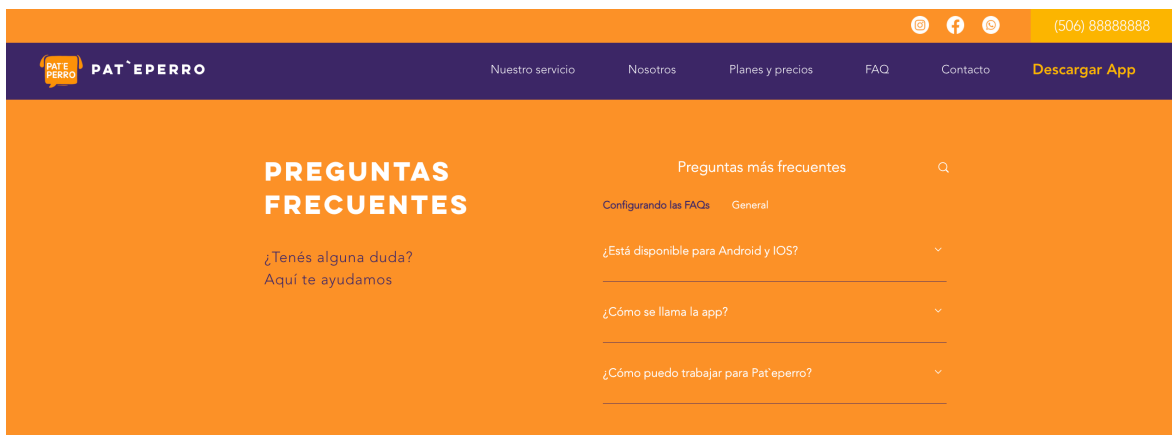 (506) 88888888
PAT'E
PERRO
PAT`EPERRO
Nuestro servicio
Nosotros
Planes y precios
FAQ
Contacto
Descargar App
PREGUNTAS
FRECUENTES
¿Tenés alguna duda?
Aquí te ayudamos
Preguntas más frecuentes
Configurando las FAQs
General
¿Está disponible para Android y IOS?
¿Cómo se llama la app?
¿Cómo puedo trabajar para Pat`eperro?